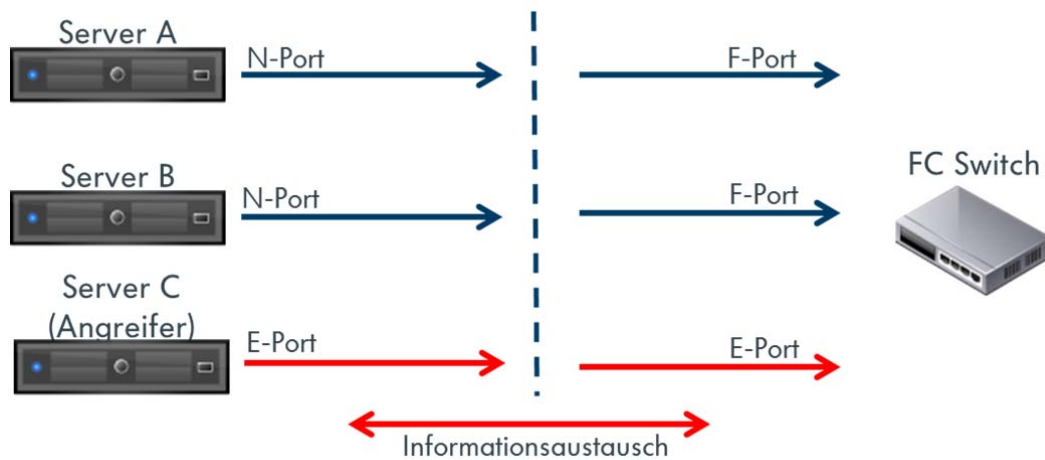 Server A
N-Port
F-Port
Server B
N-Port
F-Port
FC Switch
Server C
(Angreifer)
E-Port
E-Port
Informationsaustausch